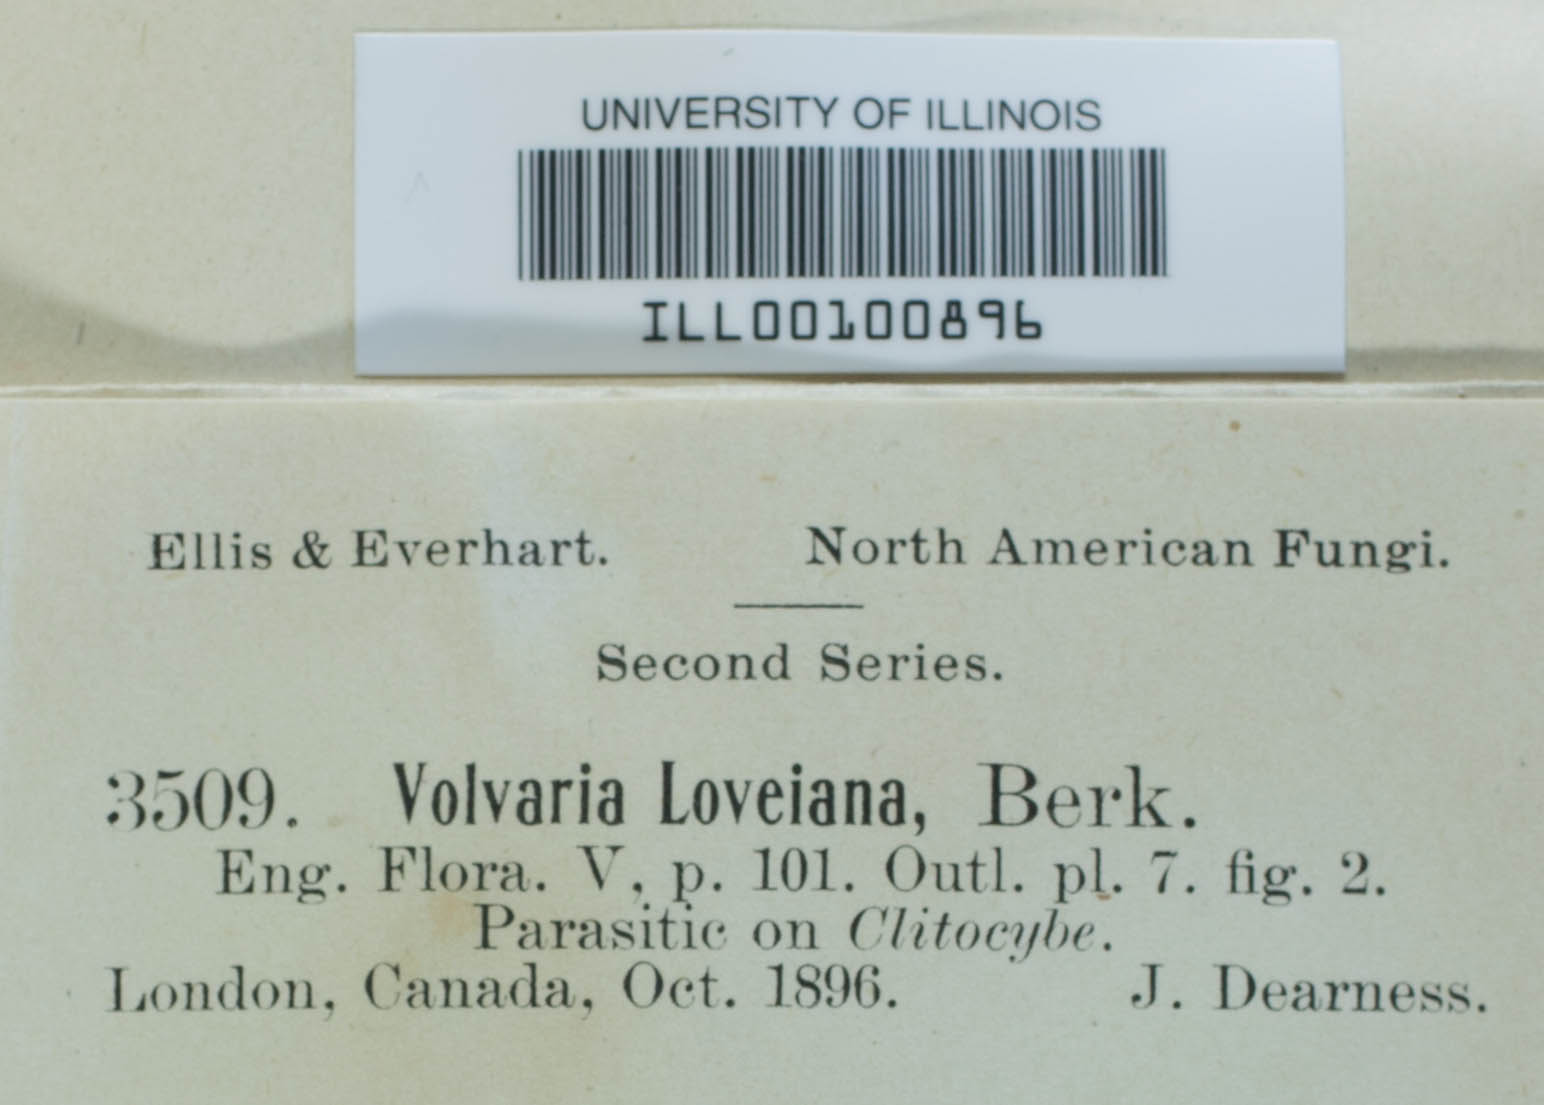 UNIVERSITY OF ILLINOIS
ILL00100896
Ellis & Everhart. North American Fungi.
Second Series.
3509. Volvaria Loveiana, Berk.
Eng. Flora. V, p. 101. Outl. pl. 7. fig. 2.
Parasitic on Clitocybe.
London, Canada, Oct. 1896. J. Dearness.